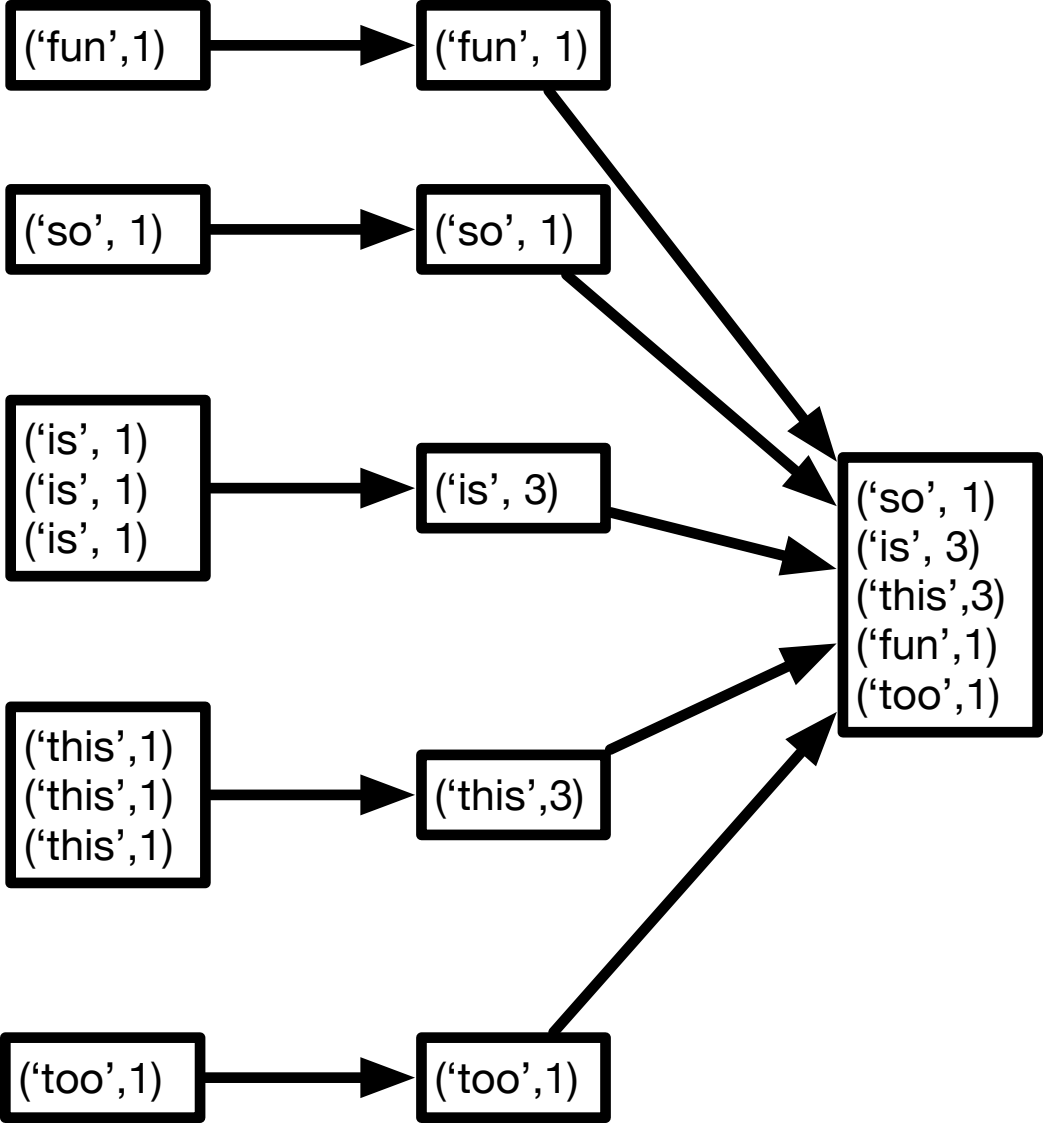 (‘fun’,1)
(‘fun’, 1)
(‘so’, 1)
(‘so’, 1)
(‘is’, 1)
(‘is’, 1)
(‘is’, 1)
(‘is’, 3)
(‘so’, 1)
(‘is’, 3)
(‘this’,3)
(‘fun’,1)
(‘too’,1)
(‘this’,1)
(‘this’,1)
(‘this’,1)
(‘this’,3)
(‘too’,1)
(‘too’,1)